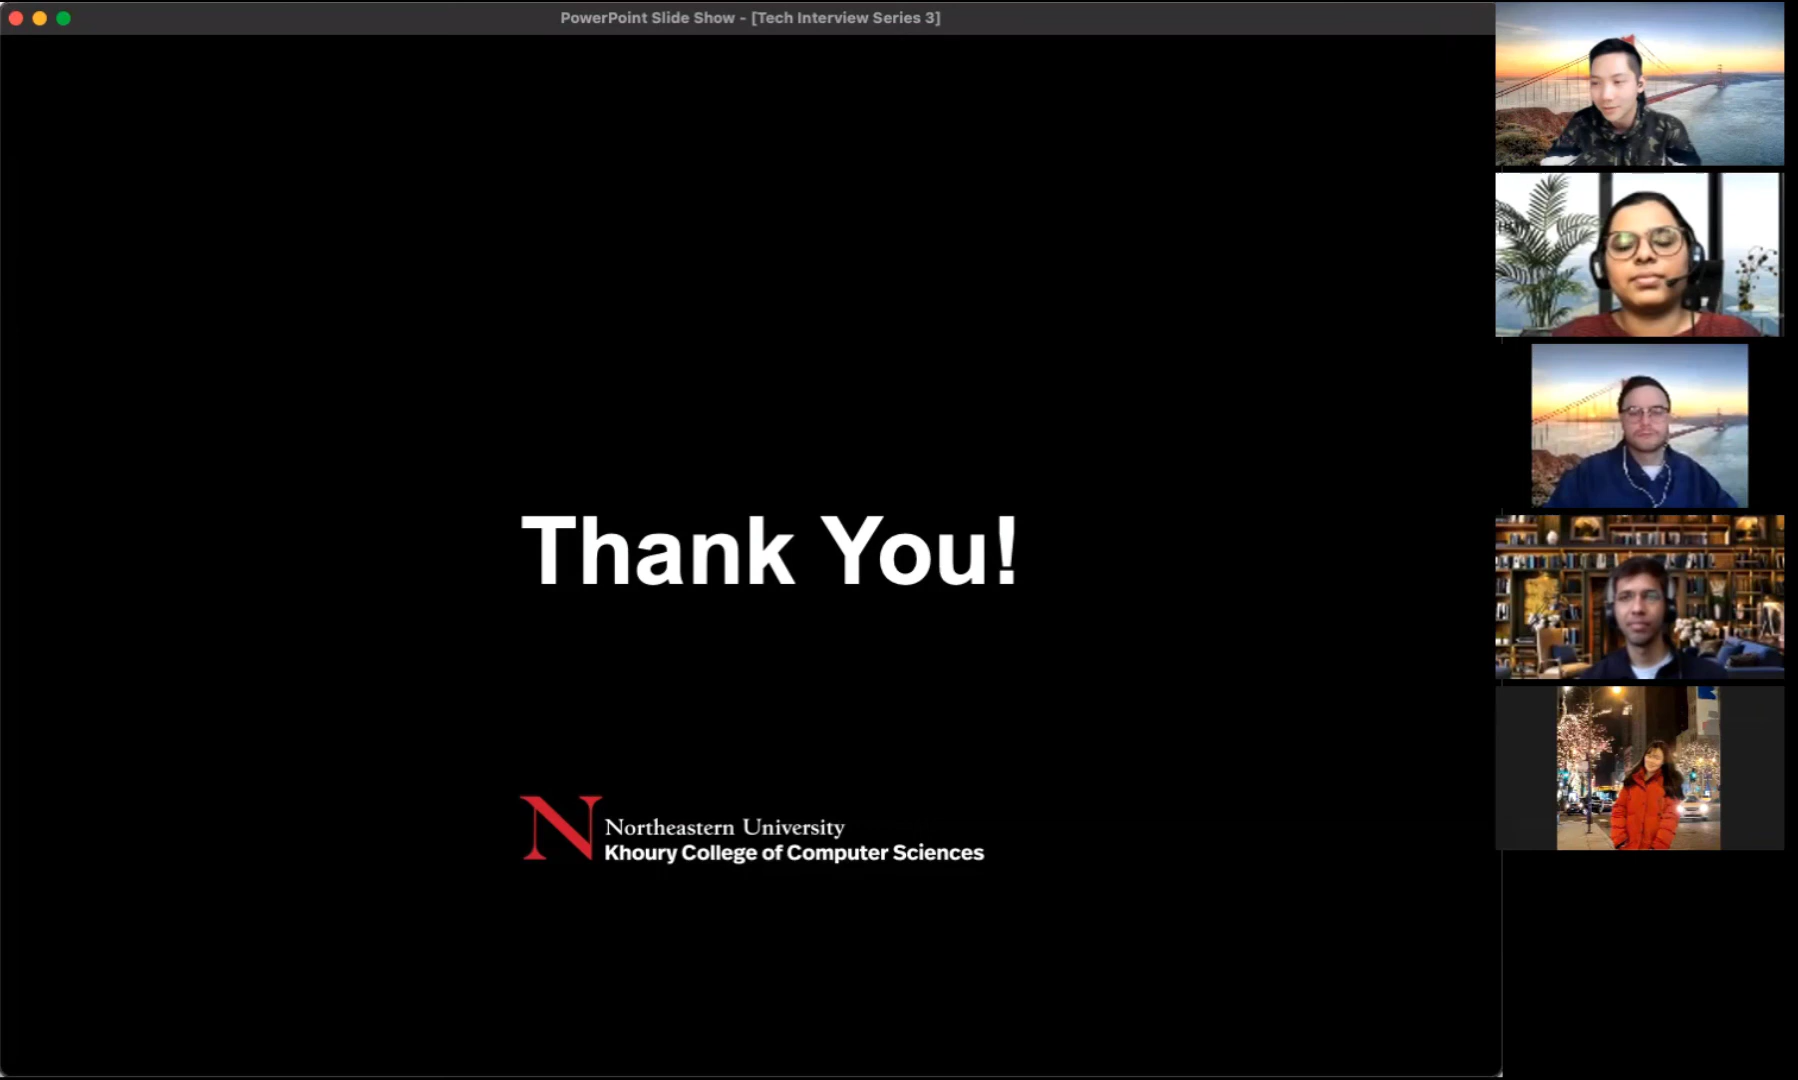 PowerPoint Slide Show - [Tech Interview Series 3]
Thank You!
N
Northeastern University
Khoury College of Computer Sciences